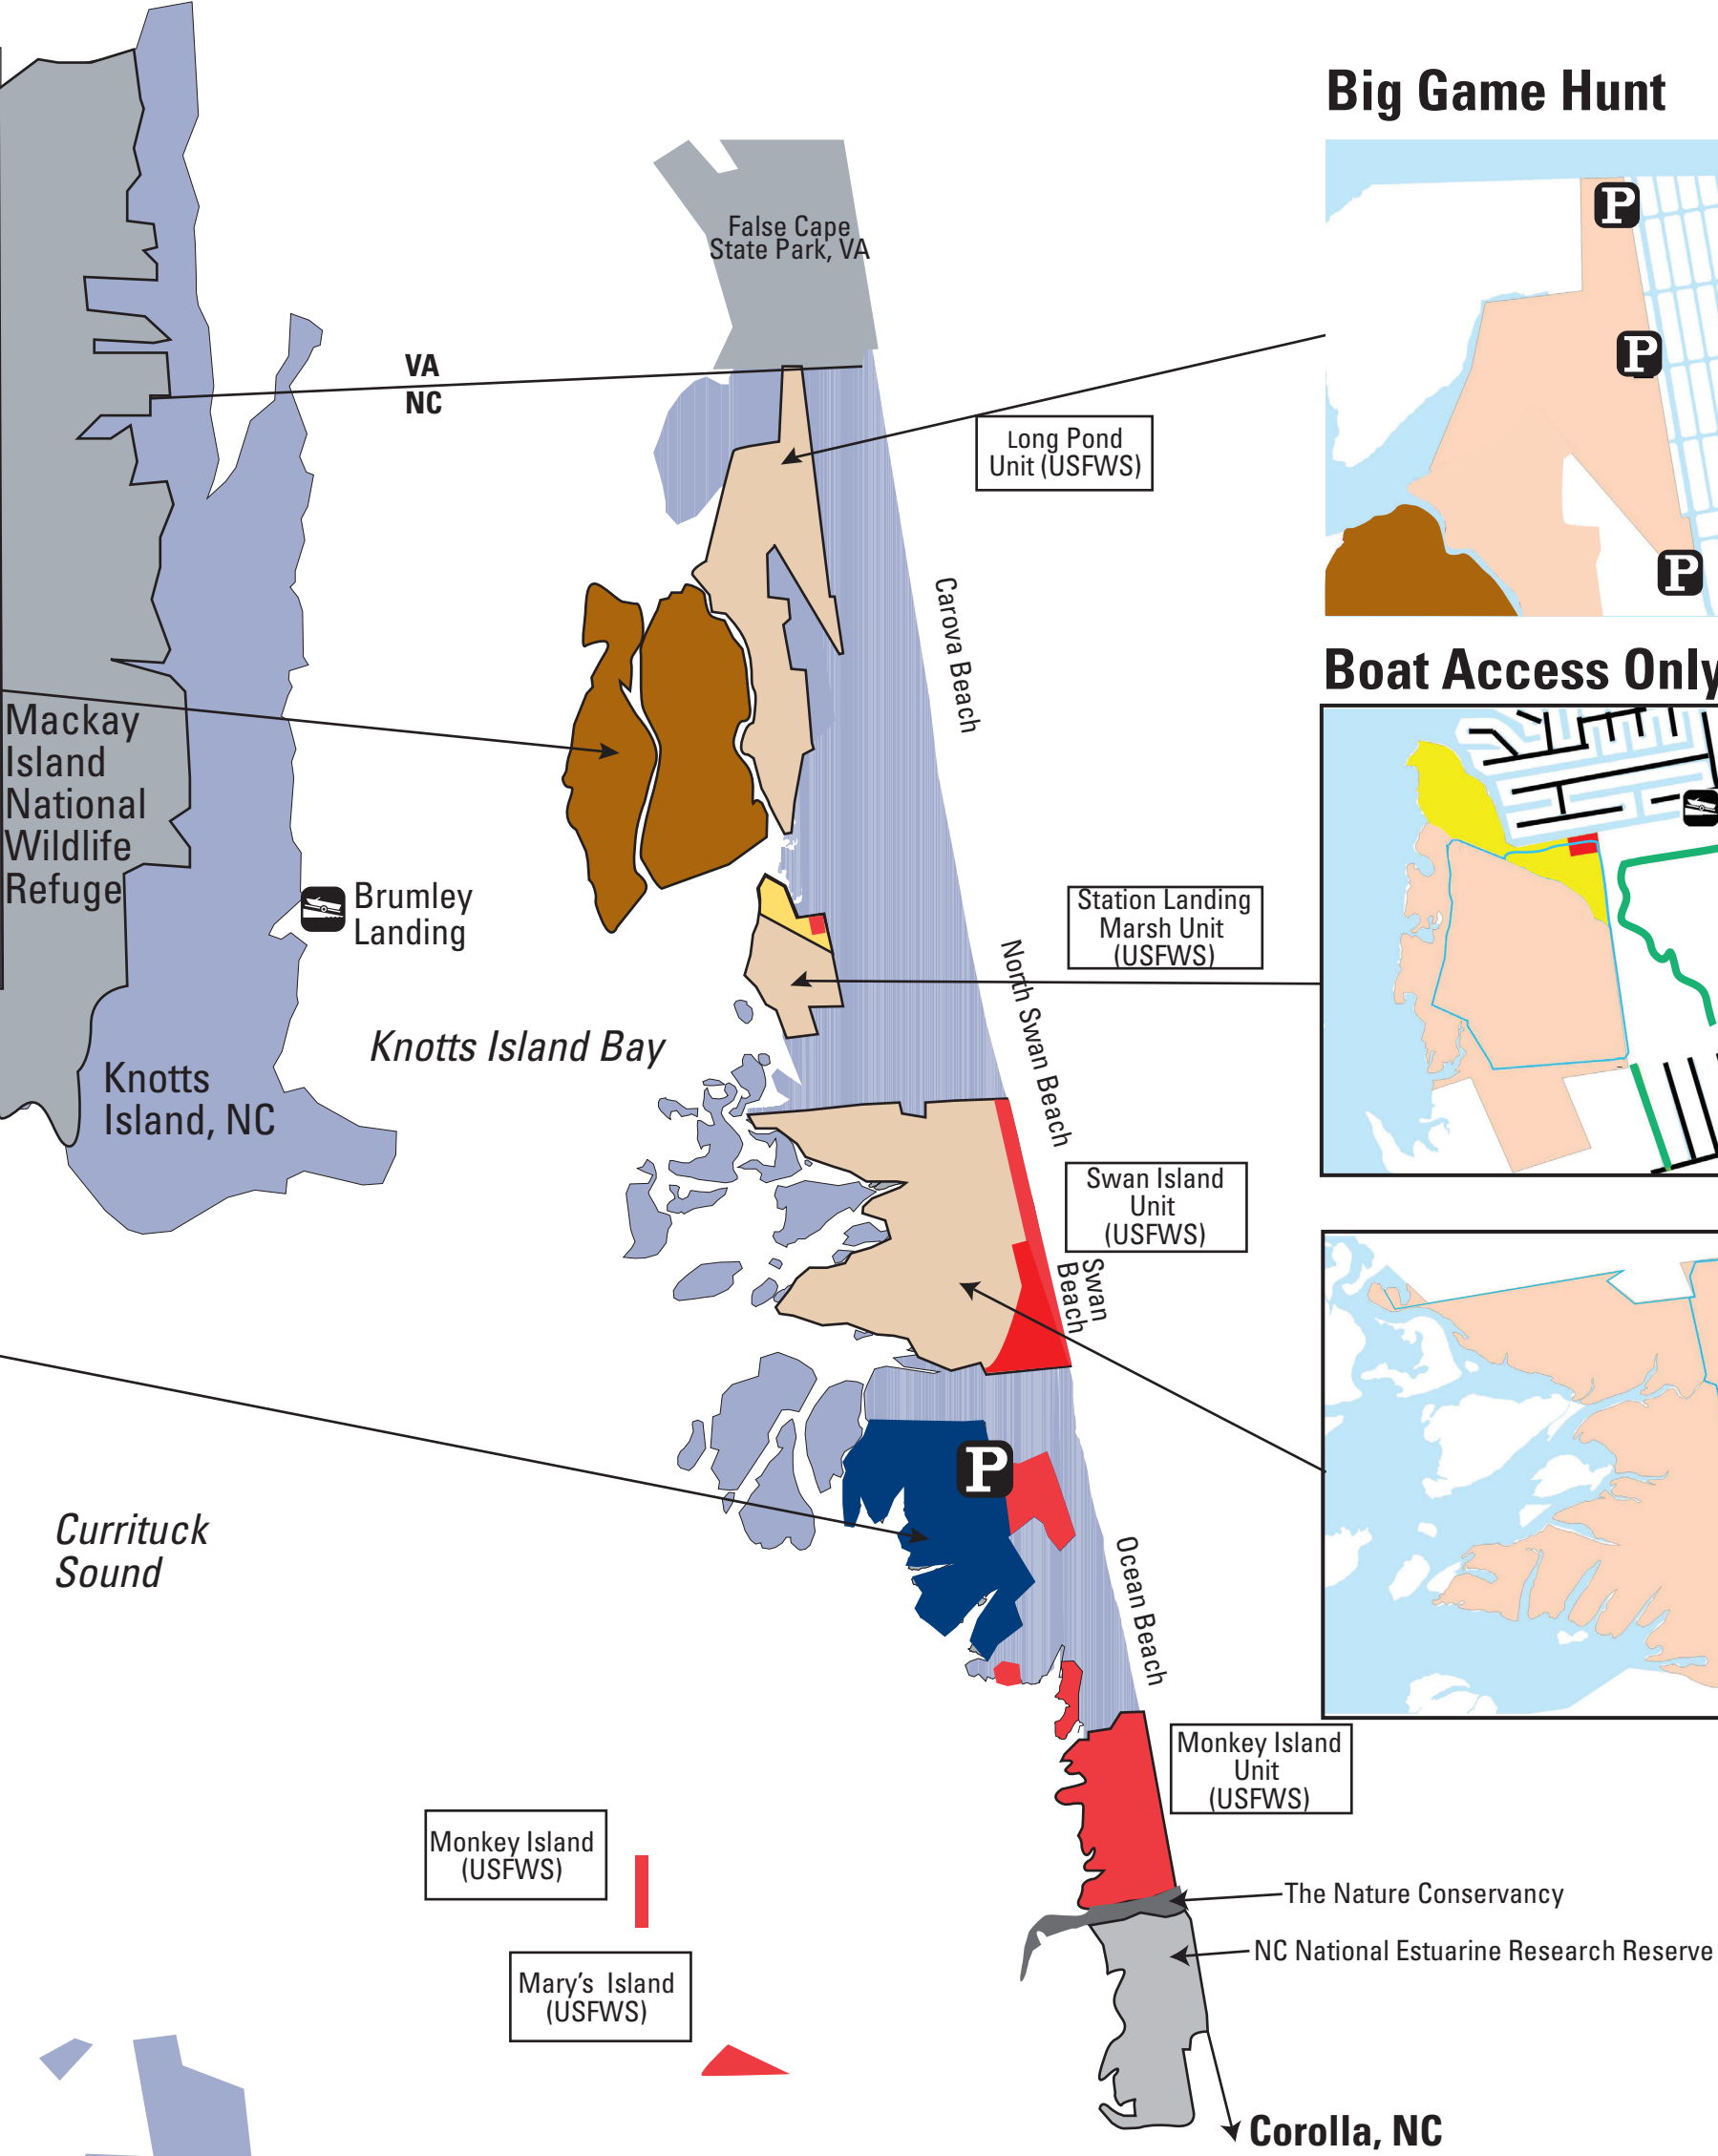 Big Game Hunt
P
False Cape
State Park, VA
P
VA
NC
Long Pond
Unit (USFWS)
P
Carova Beach
Boat Access Only
Mackay
Island
National
Wildlife
Refuge
Brumley
Landing
Station Landing
Marsh Unit
(USFWS)
North Swan Beach
Knotts Island Bay
Knotts
Island, NC
Swan Island
Unit
(USFWS)
Swan
Beach
P
Currituck
Sound
Ocean Beach
Monkey Island
Unit
(USFWS)
Monkey Island
(USFWS)
The Nature Conservancy
NC National Estuarine Research Reserve
Mary's Island
(USFWS)
Corolla, NC